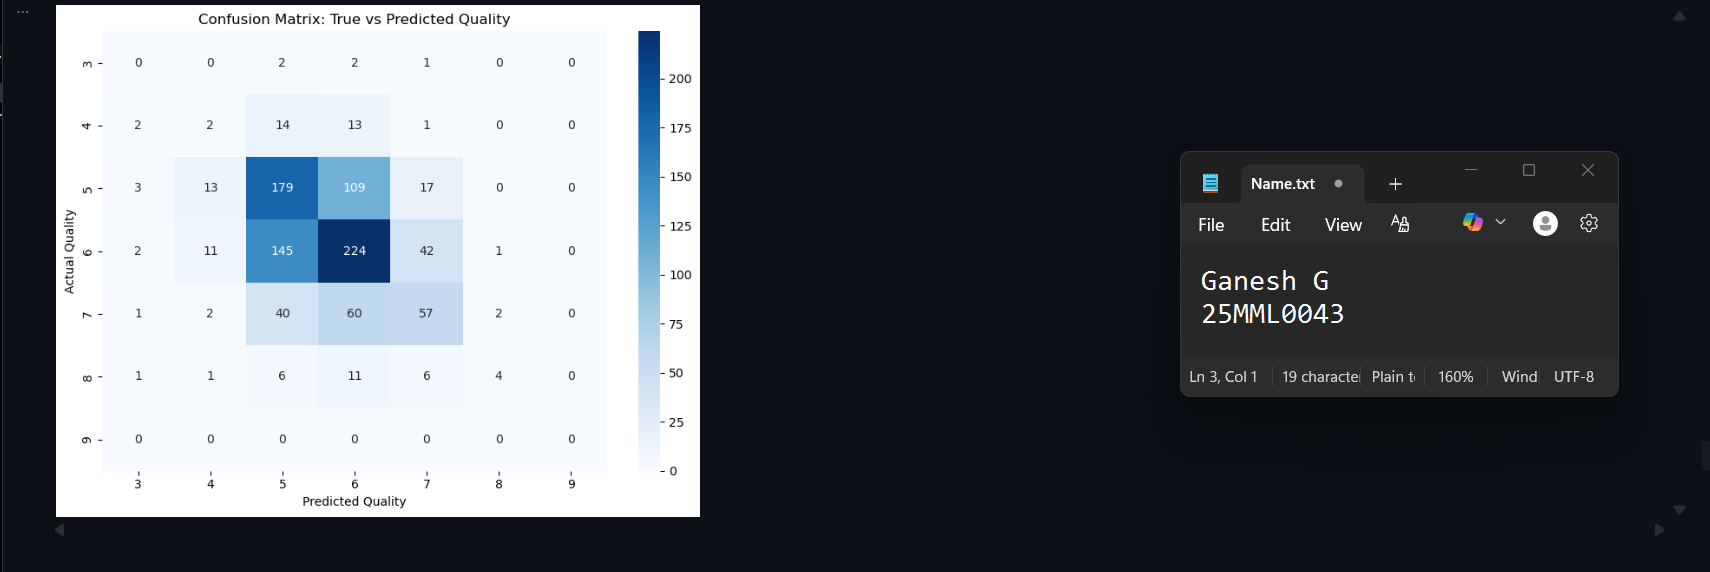 ...
Confusion Matrix: True vs Predicted Quality
3 0 0 2 2 1 0 0
4 2 2 14 13 1 0 0
5 3 13 179 109 17 0 0
6 2 11 145 224 42 1 0
7 1 2 40 60 57 2 0
8 1 1 6 11 6 4 0
9 0 0 0 0 0 0 0
3 4 5 6 7 8 9
Predicted Quality
Actual Quality
200
175
150
125
100
75
50
25
0
Name.txt
File Edit View
Ganesh G
25MML0043
Ln 3, Col 1 19 characte Plain t 160% Wind UTF-8